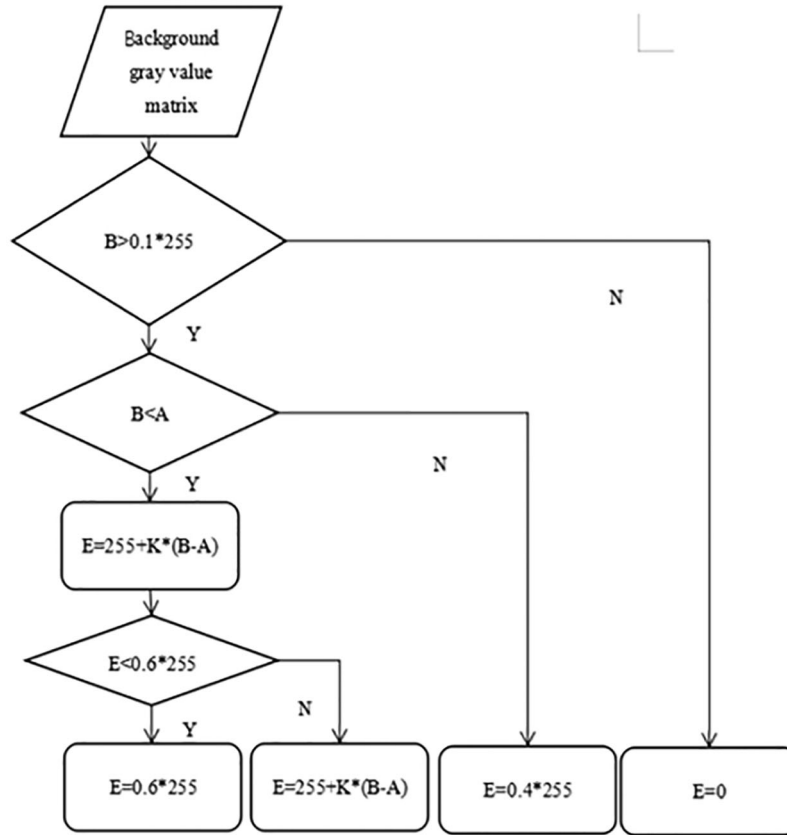 Background
gray value
matrix
B>0.1*255
N
Y
B<A
N
Y
E=255+K*(B-A)
E<0.6*255
N
Y
E=0.6*255
E=255+K*(B-A)
E=0.4*255
E=0